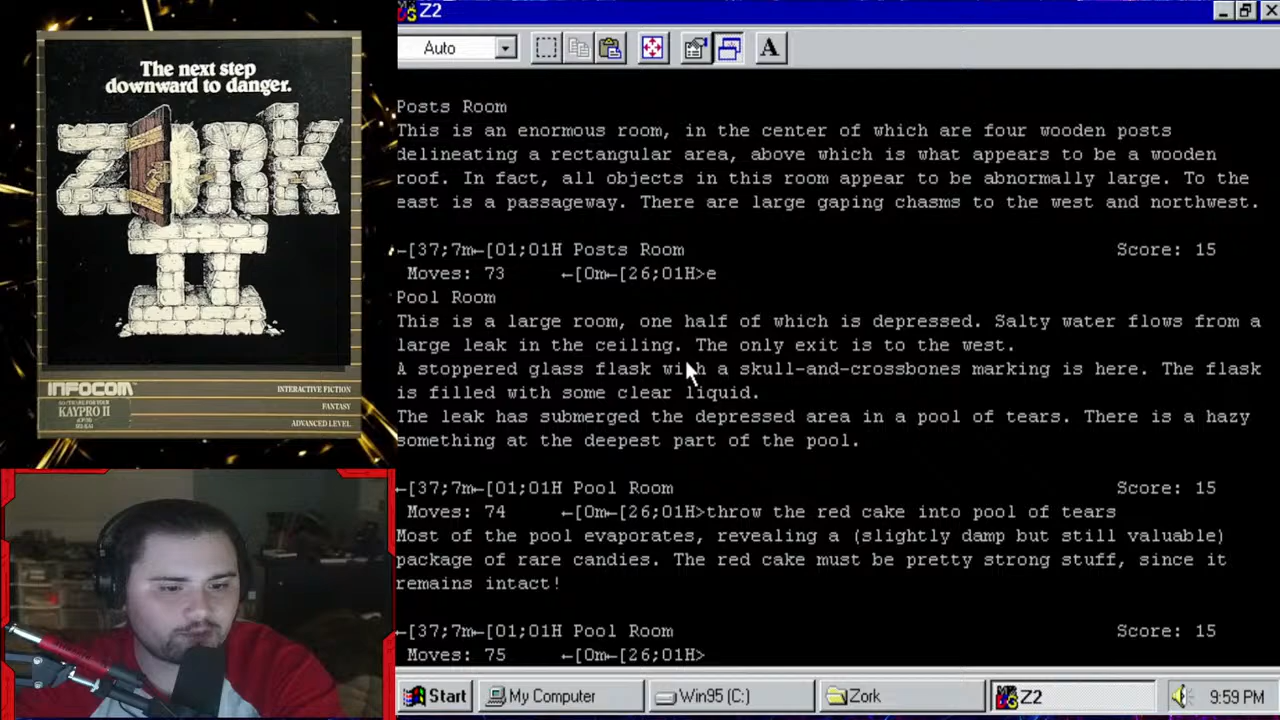 The next step
downward to danger.
ZORK
II
INFOCOM
INTERACTIVE FICTION
KAYPRO II
FANTASY
ADVANCED LEVEL
Z2
Auto
A
Posts Room
This is an enormous room, in the center of which are four wooden posts
delineating a rectangular area, above which is what appears to be a wooden
roof. In fact, all objects in this room appear to be abnormally large. To the
east is a passageway. There are large gaping chasms to the west and northwest.
←[37;7m←[01;01H Posts Room Score: 15
Moves: 73 ←[0m←[26;01H>e
Pool Room
This is a large room, one half of which is depressed. Salty water flows from a
large leak in the ceiling. The only exit is to the west.
A stoppered glass flask with a skull-and-crossbones marking is here. The flask
is filled with some clear liquid.
The leak has submerged the depressed area in a pool of tears. There is a hazy
something at the deepest part of the pool.
←[37;7m←[01;01H Pool Room Score: 15
Moves: 74 ←[0m←[26;01H>throw the red cake into pool of tears
Most of the pool evaporates, revealing a (slightly damp but still valuable)
package of rare candies. The red cake must be pretty strong stuff, since it
remains intact!
←[37;7m←[01;01H Pool Room Score: 15
Moves: 75 ←[0m←[26;01H>
Start
My Computer
Win95 (C:)
Zork
Z2
9:59 PM